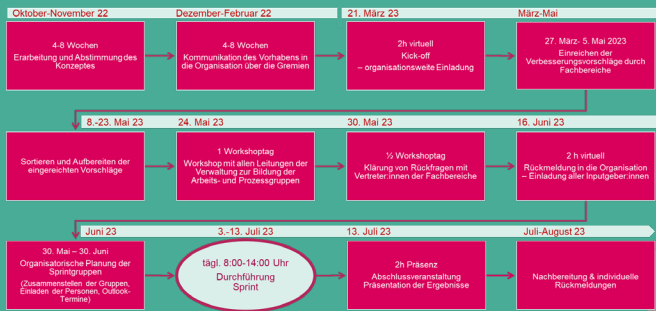 Oktober-November 22
Dezember-Februar 22
21. März 23
März-Mai
4-8 Wochen
Erarbeitung und Abstimmung des
Konzeptes
4-8 Wochen
Kommunikation des Vorhabens in
die Organisation über die Gremien
2h virtuell
Kick-off
– organisationsweite Einladung
27. März- 5. Mai 2023
Einreichen der
Verbesserungsvorschläge durch
Fachbereiche
8.-23. Mai 23
24. Mai 23
30. Mai 23
16. Juni 23
Sortieren und Aufbereiten der
eingereichten Vorschläge
1 Workshoptag
Workshop mit allen Leitungen der
Verwaltung zur Bildung der
Arbeits- und Prozessgruppen
½ Workshoptag
Klärung von Rückfragen mit
Vertreter:innen der Fachbereiche
2 h virtuell
Rückmeldung in die Organisation
– Einladung aller Inputgeber:innen
Juni 23
3.-13. Juli 23
13. Juli 23
Juli-August 23
30. Mai – 30. Juni
Organisatorische Planung der
Sprintgruppen
(Zusammenstellen der Gruppen,
Einladen der Personen, Outlook-
Termine)
tägl. 8:00-14:00 Uhr
Durchführung
Sprint
2h Präsenz
Abschlussveranstaltung
Präsentation der Ergebnisse
Nachbereitung & individuelle
Rückmeldungen